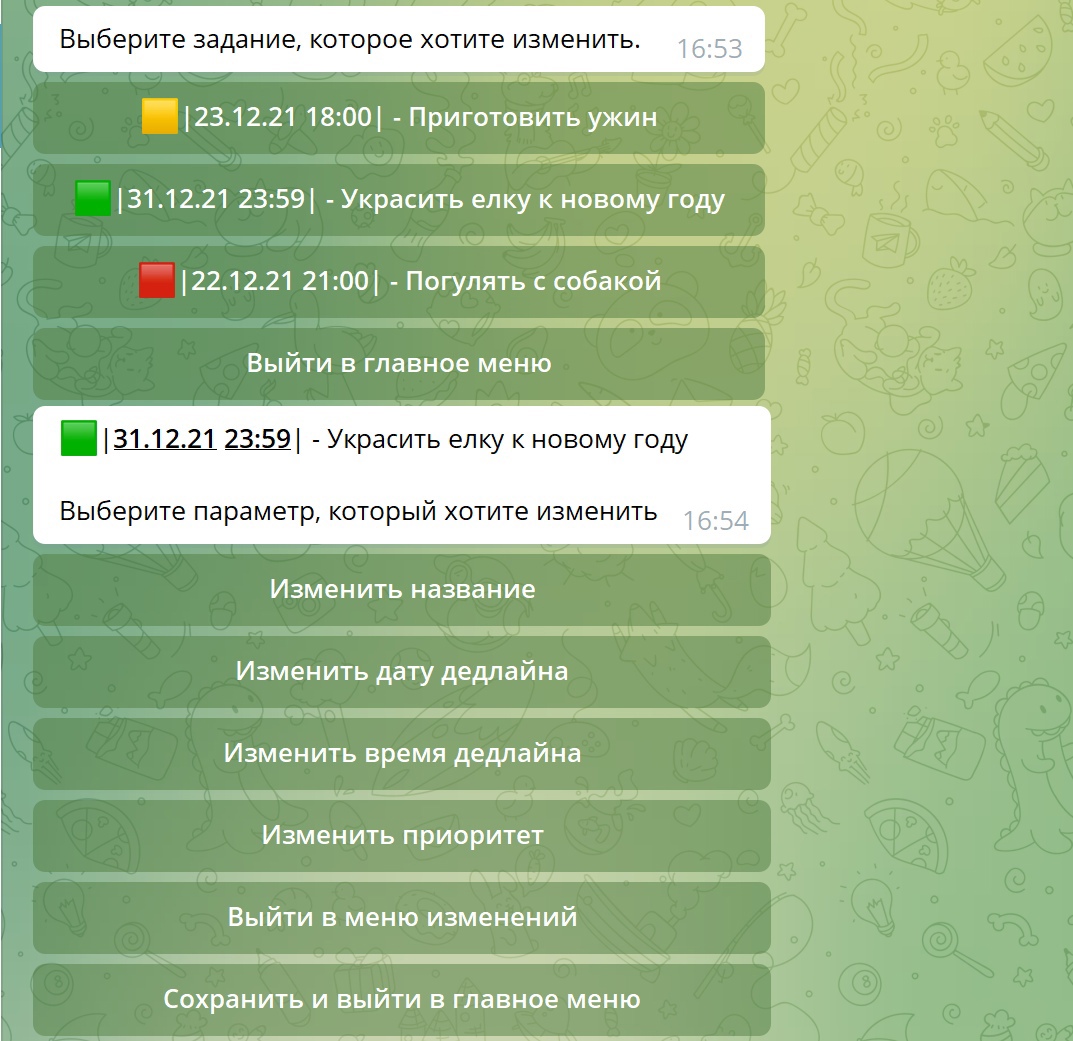 Выберите задание, которое хотите изменить.
16:53
🟨|23.12.21 18:00| - Приготовить ужин
🟩|31.12.21 23:59| - Украсить елку к новому году
🟥|22.12.21 21:00| - Погулять с собакой
Выйти в главное меню
🟩|31.12.21 23:59| - Украсить елку к новому году
Выберите параметр, который хотите изменить
16:54
Изменить название
Изменить дату дедлайна
Изменить время дедлайна
Изменить приоритет
Выйти в меню изменений
Сохранить и выйти в главное меню